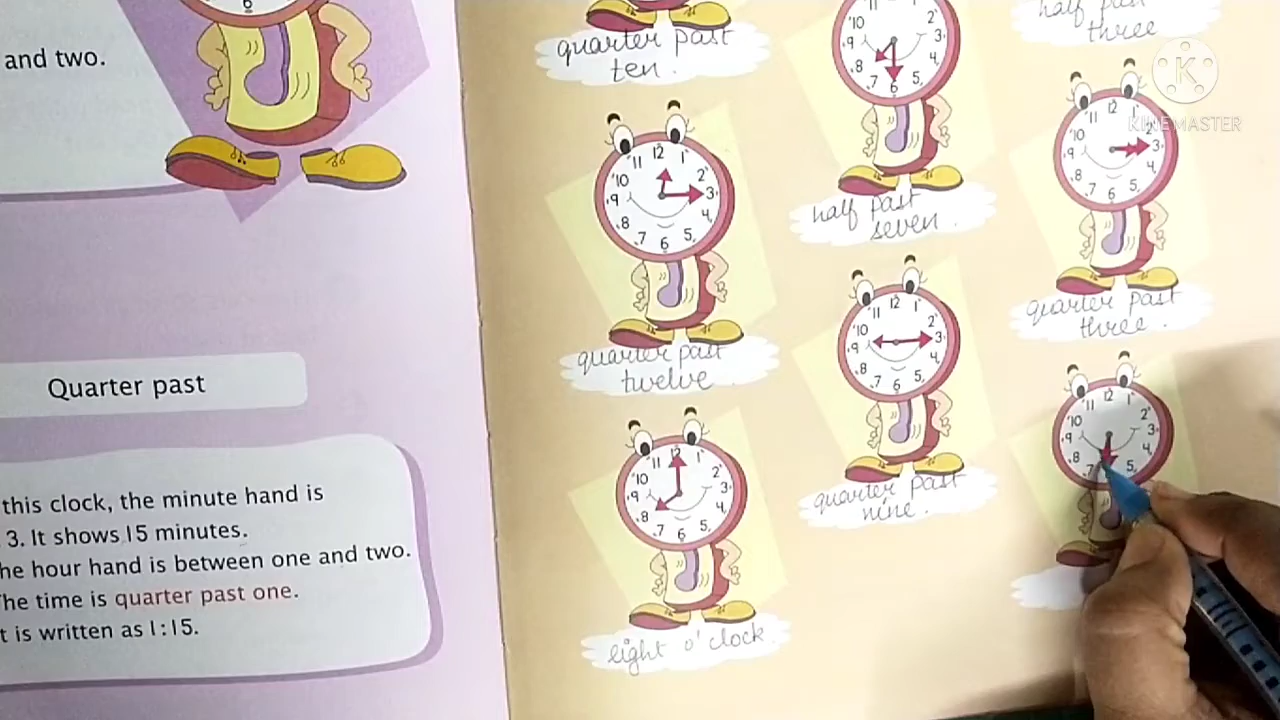 and two.
Quarter past
this clock, the minute hand is
3. It shows 15 minutes.
he hour hand is between one and two.
The time is quarter past one.
t is written as 1:15.
quarter past
ten.
quarter past
twelve
eight o'clock
half past
seven.
quarter past
nine.
half past
three
quarter past
three.
K
KINEMASTER